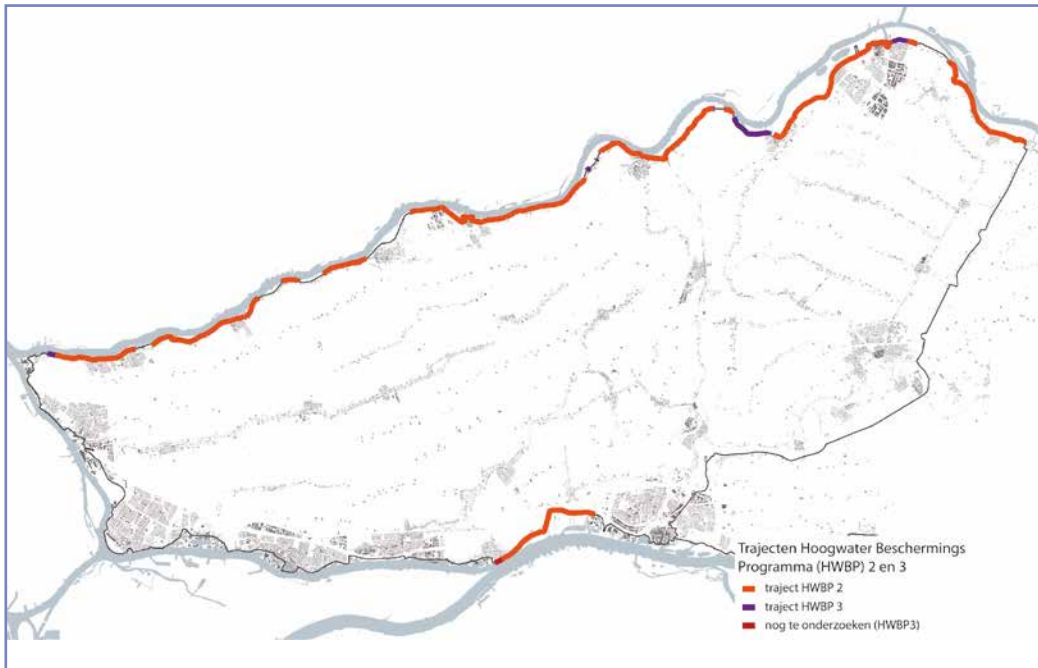 Trajecten Hoogwater Beschermings
Programma (HWBP) 2 en 3
traject HWBP 2
traject HWBP 3
nog te onderzoeken (HWBP3)